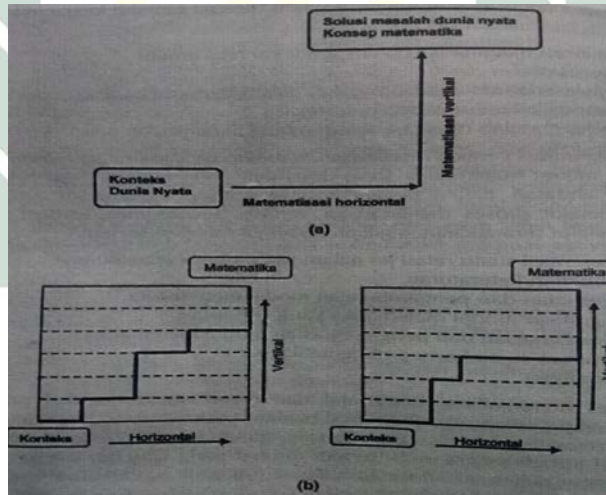 Solusi masalah dunia nyata
Konsep matematika
Matematisasi vertikal
Konteks
Dunia Nyata
Matematisasi horizontal
(a)
Matematika
Vertikal
Konteks
Horizontal
Matematika
Konteks
Horizontal
(b)